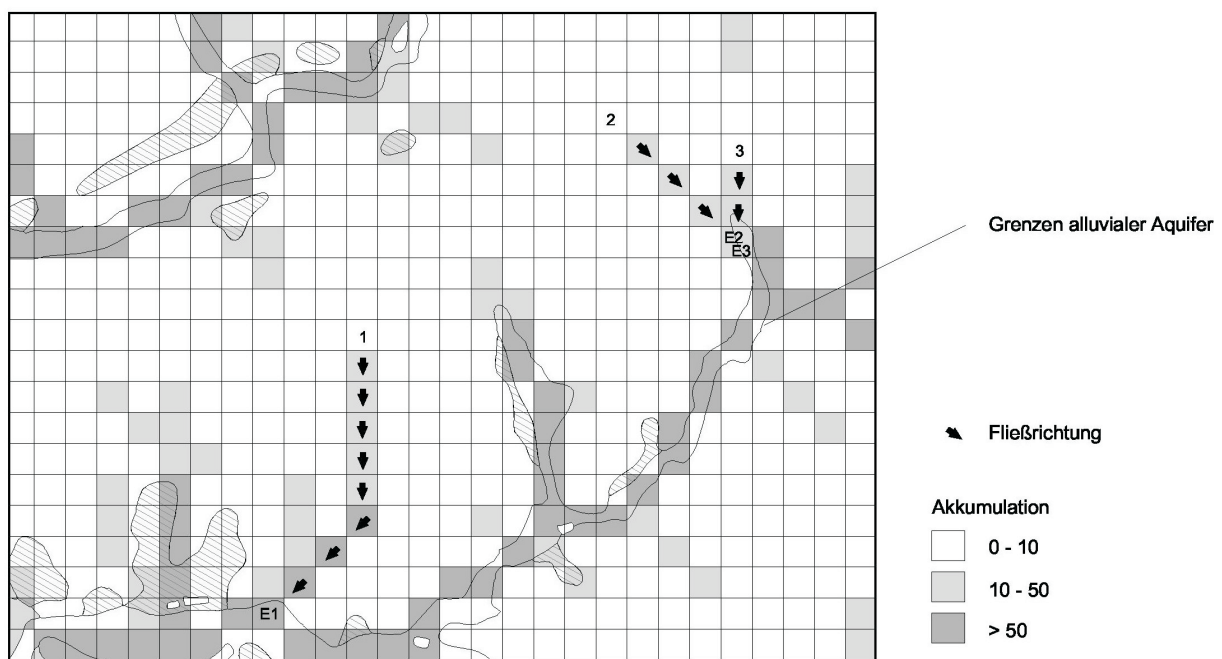 2
3
E2
E3
Grenzen alluvialer Aquifer
1
Fließrichtung
Akkumulation
0 - 10
10 - 50
> 50
E1